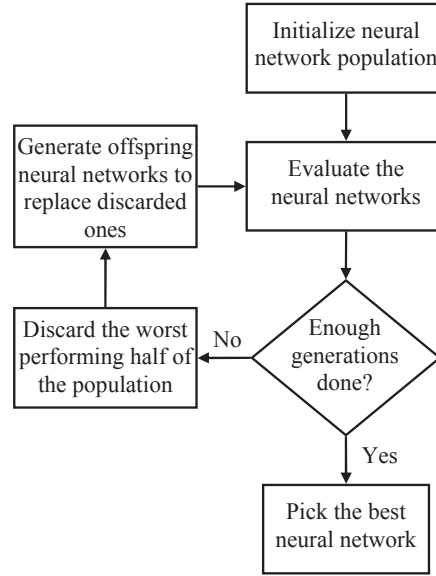 Initialize neural
network population
Generate offspring
neural networks to
replace discarded
ones
Evaluate the
neural networks
Discard the worst
performing half of
the population
No
Enough
generations
done?
Yes
Pick the best
neural network